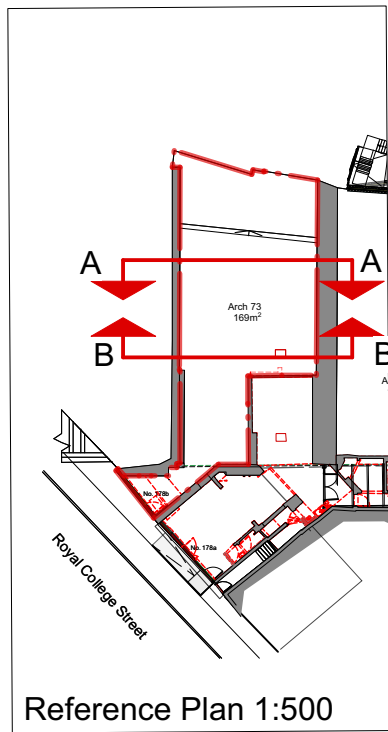 A A
Arch 73
169m²
B B
A
No. 178b
No. 178a
Royal College Street
Reference Plan 1:500